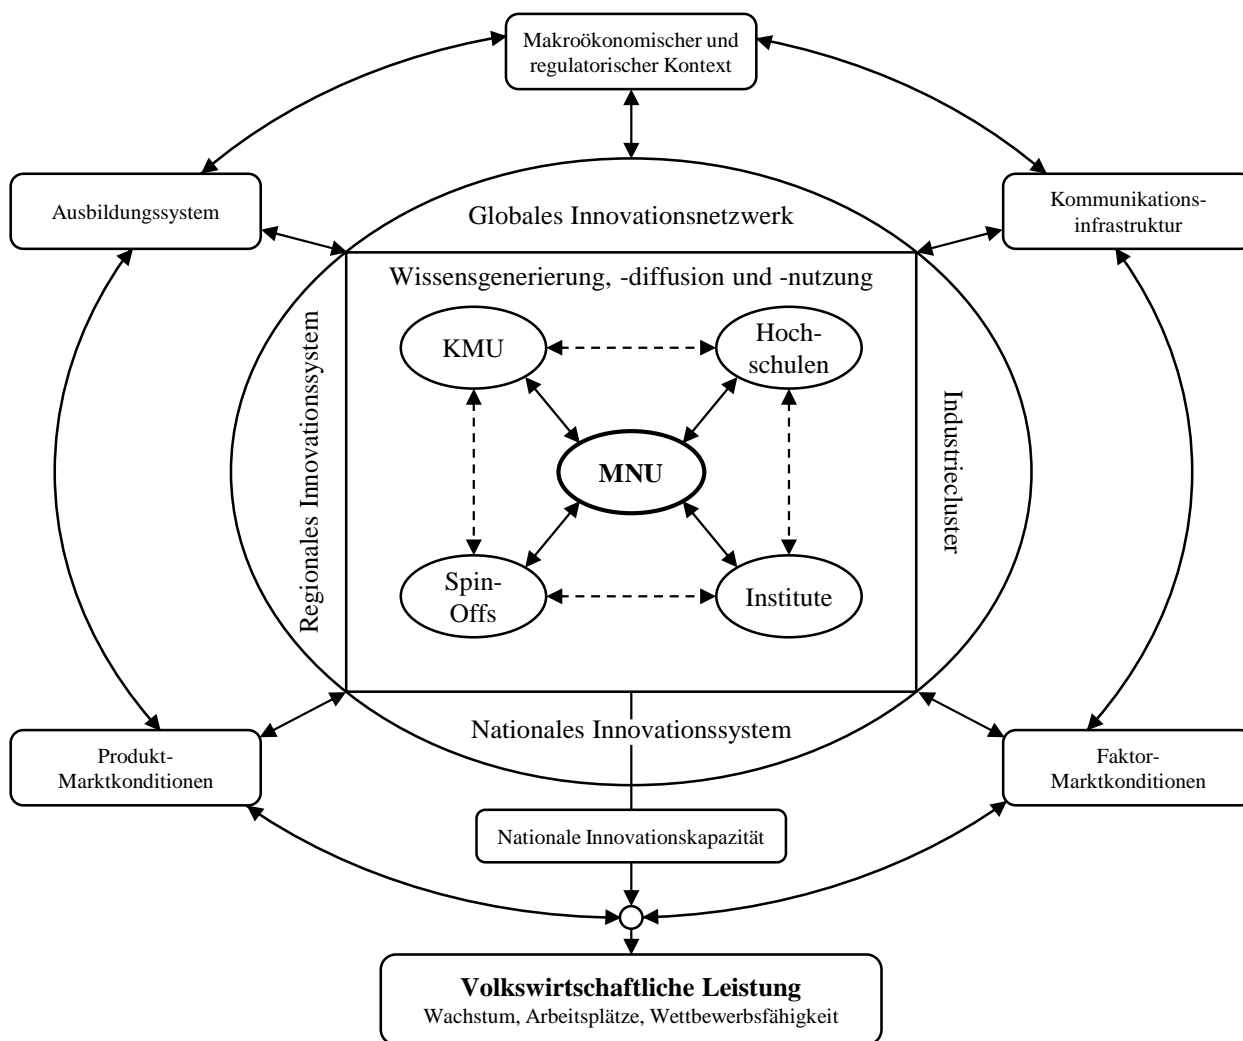 Makroökonomischer und
regulatorischer Kontext
Ausbildungssystem
Kommunikations-
infrastruktur
Globales Innovationsnetzwerk
Wissensgenerierung, -diffusion und -nutzung
Regionales Innovationssystem
Industriecluster
KMU
Hoch-
schulen
MNU
Spin-
Offs
Institute
Nationales Innovationssystem
Produkt-
Marktkonditionen
Faktor-
Marktkonditionen
Nationale Innovationskapazität
Volkswirtschaftliche Leistung
Wachstum, Arbeitsplätze, Wettbewerbsfähigkeit